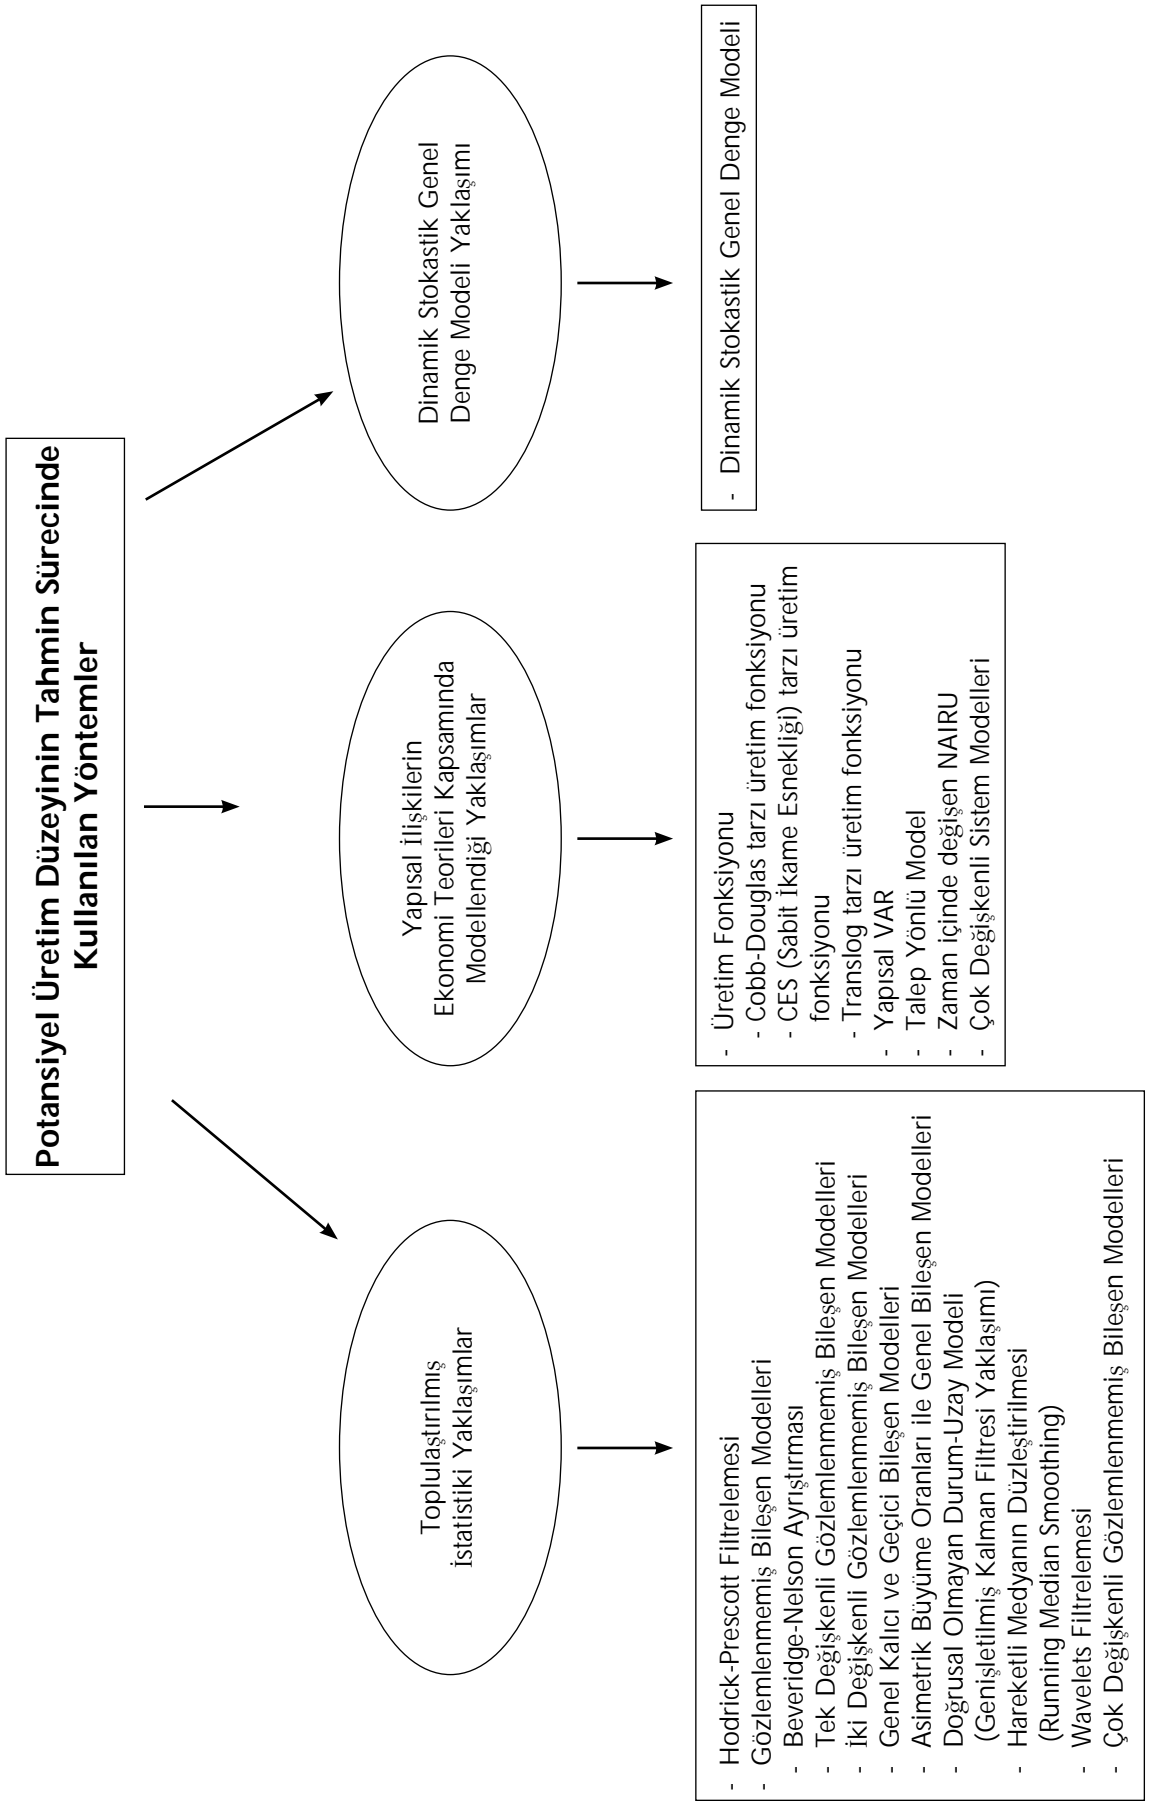 Potansiyel Üretim Düzeyinin Tahmin Sürecinde
Kullanılan Yöntemler
Toplulaştırılmış
İstatistiki Yaklaşımlar
Yapısal İlişkilerin
Ekonomi Teorileri Kapsamında
Modellendiği Yaklaşımlar
Dinamik Stokastik Genel
Denge Modeli Yaklaşımı
- Hodrick-Prescott Filtrelemesi
- Gözlemlenmemiş Bileşen Modelleri
- Beveridge-Nelson Ayrıştırması
- Tek Değişkenli Gözlemlenmemiş Bileşen Modelleri
- İki Değişkenli Gözlemlenmemiş Bileşen Modelleri
- Genel Kalıcı ve Geçici Bileşen Modelleri
- Asimetrik Büyüme Oranları ile Genel Bileşen Modelleri
- Doğrusal Olmayan Durum-Uzay Modeli
(Genişletilmiş Kalman Filtresi Yaklaşımı)
- Hareketli Medyanın Düzleştirilmesi
(Running Median Smoothing)
- Wavelets Filtrelemesi
- Çok Değişkenli Gözlemlenmemiş Bileşen Modelleri
- Üretim Fonksiyonu
- Cobb-Douglas tarzı üretim fonksiyonu
- CES (Sabit İkame Esnekliği) tarzı üretim
fonksiyonu
- Translog tarzı üretim fonksiyonu
- Yapısal VAR
- Talep Yönlü Model
- Zaman içinde değişen NAIRU
- Çok Değişkenli Sistem Modelleri
- Dinamik Stokastik Genel Denge Modeli